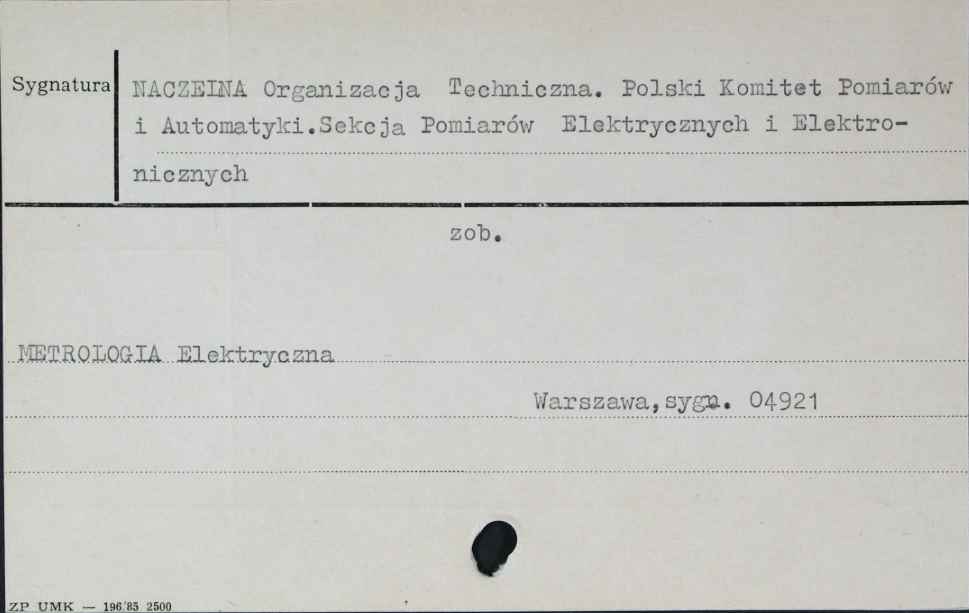 Sygnatura
NACZEINA Organizacja Techniczna. Polski Komitet Pomiarów
i Automatyki.Sekcja Pomiarów Elektrycznych i Elektro-
nicznych
zob.
METROLOGIA Elektryczna
Warszawa,sygn. 04921
ZP UMK — 196/85 2500